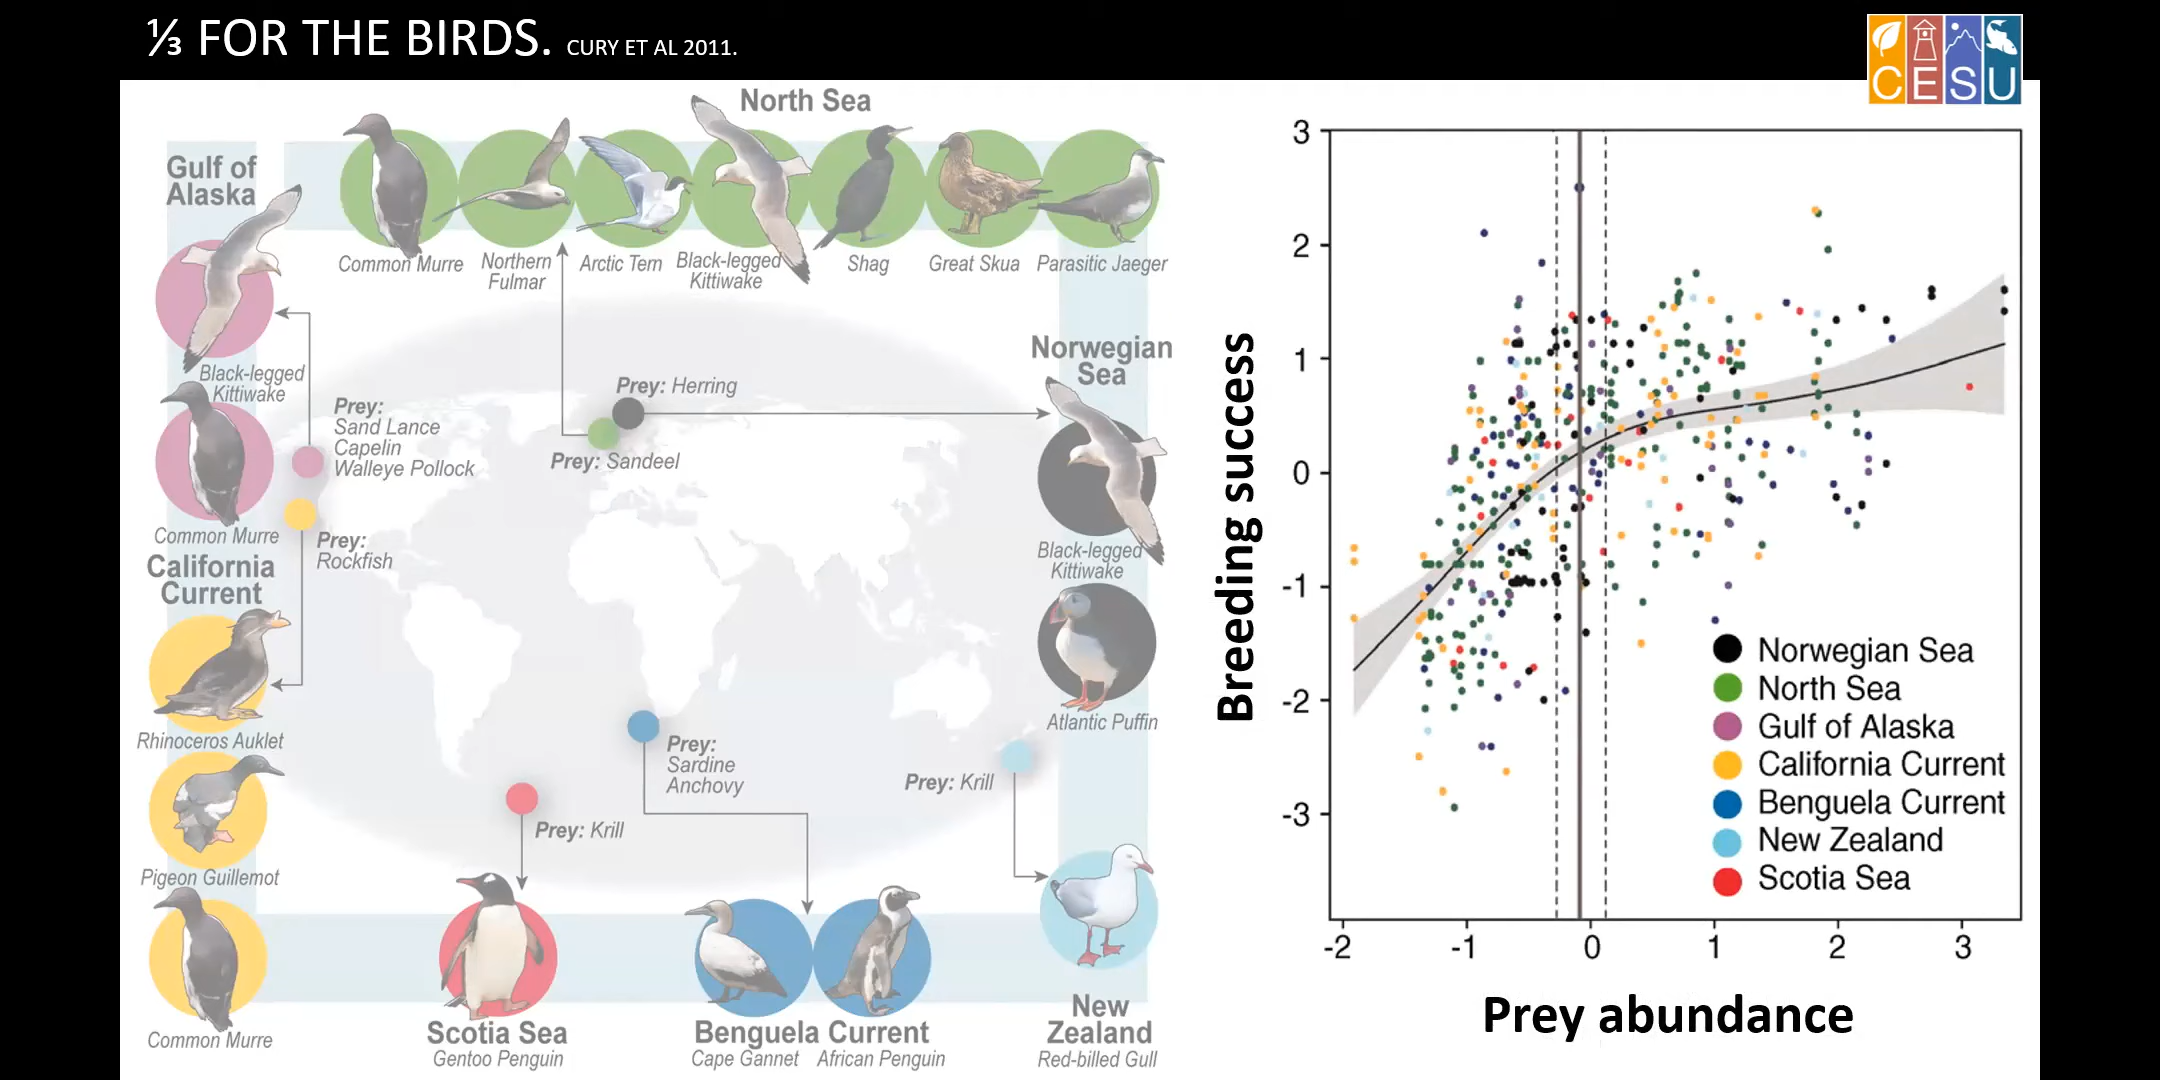 ⅓ FOR THE BIRDS. CURY ET AL 2011.
CESU
North Sea
Common Murre
Northern
Fulmar
Arctic Tern
Black-legged
Kittiwake
Shag
Great Skua
Parasitic Jaeger
Gulf of
Alaska
Black-legged
Kittiwake
Common Murre
Prey:
Sand Lance
Capelin
Walleye Pollock
Prey: Herring
Prey: Sandeel
Norwegian
Sea
Black-legged
Kittiwake
Atlantic Puffin
California
Current
Prey:
Rockfish
Rhinoceros Auklet
Pigeon Guillemot
Common Murre
Prey: Krill
Scotia Sea
Gentoo Penguin
Prey:
Sardine
Anchovy
Benguela Current
Cape Gannet
African Penguin
Prey: Krill
New
Zealand
Red-billed Gull
Breeding success
3
2
1
0
-1
-2
-3
Norwegian Sea
North Sea
Gulf of Alaska
California Current
Benguela Current
New Zealand
Scotia Sea
-2 -1 0 1 2 3
Prey abundance